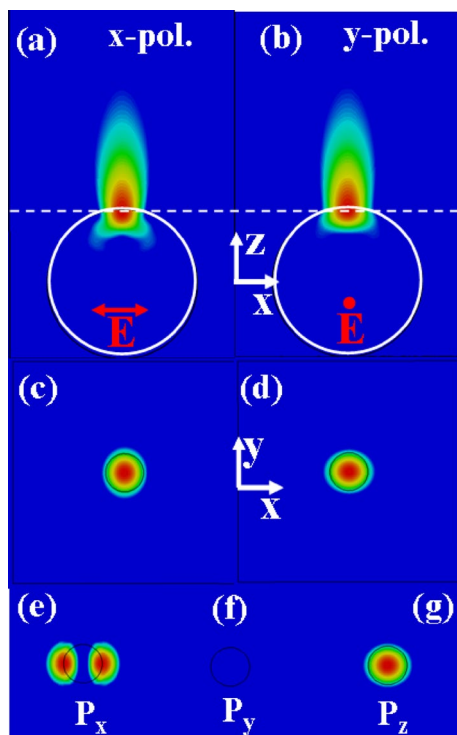 (a) x-pol. (b) y-pol.
z
x
E E
(c) (d)
y
x
(e) (f) (g)
Px Py Pz